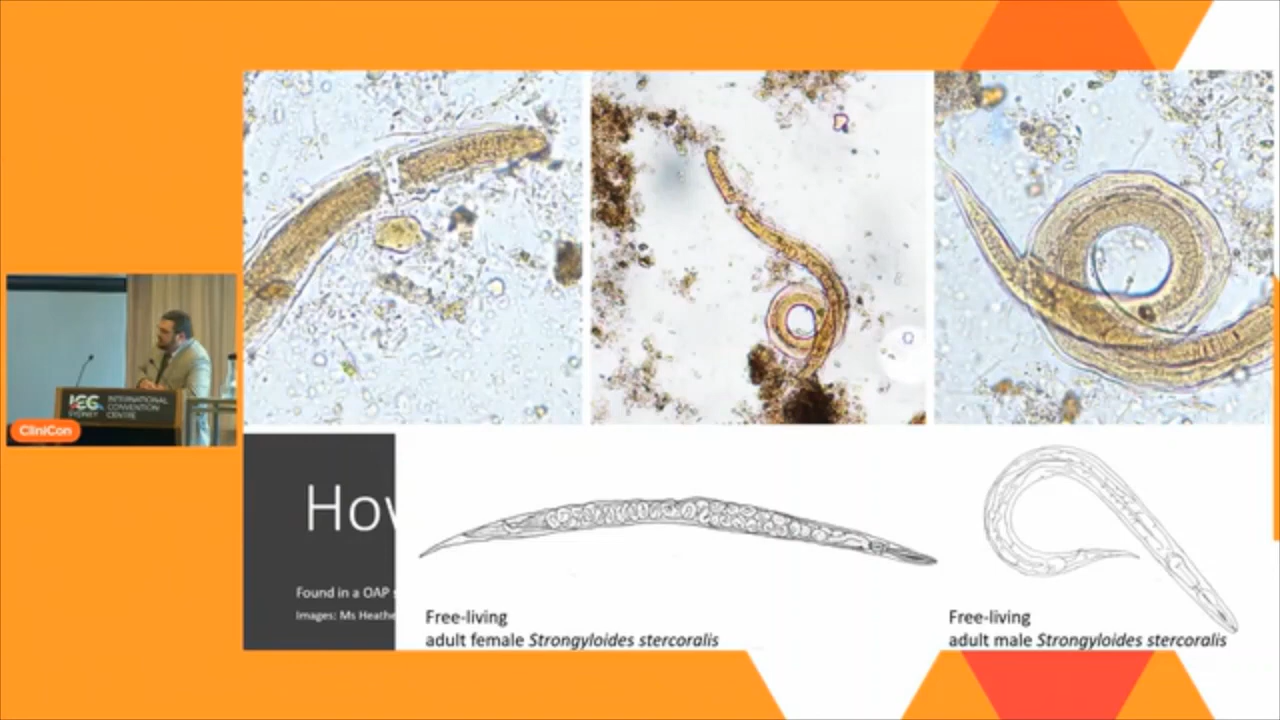 ICC
SYDNEY
INTERNATIONAL
CONVENTION
CENTRE
CliniCon
How
Found in a OAP
Images: Ms Heathe
Free-living
adult female Strongyloides stercoralis
Free-living
adult male Strongyloides stercoralis